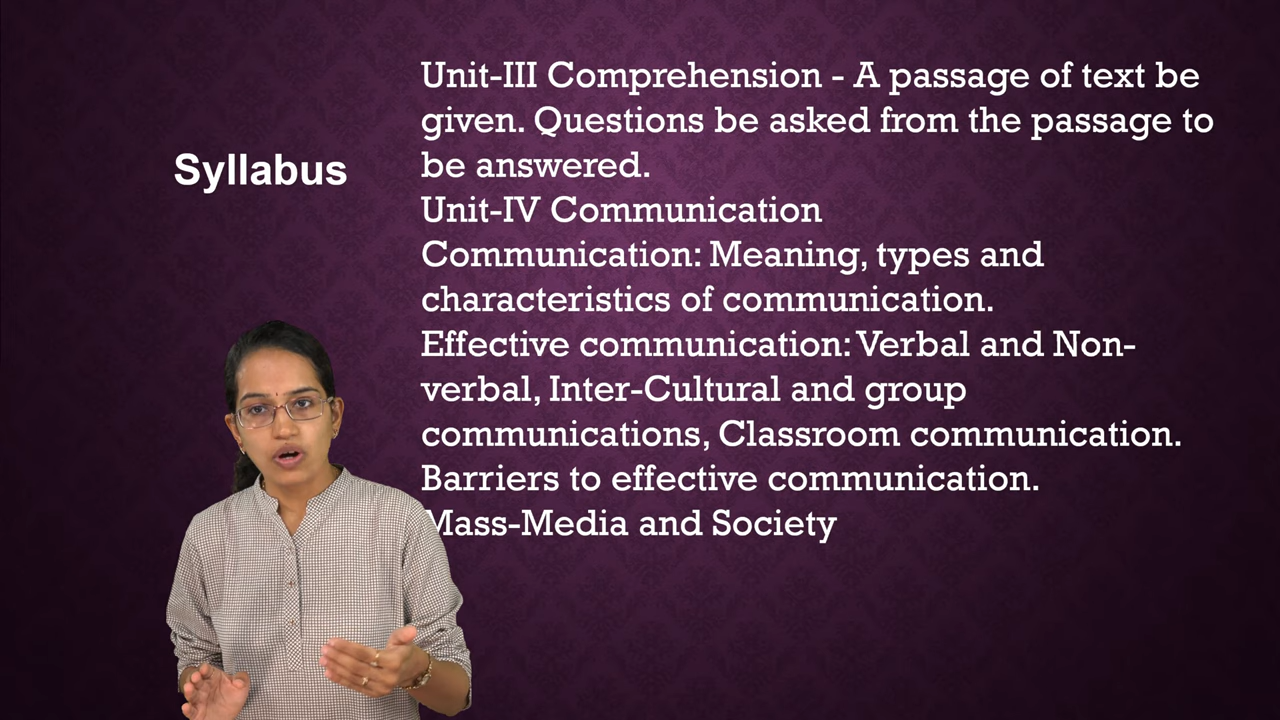 Syllabus
Unit-III Comprehension - A passage of text be
given. Questions be asked from the passage to
be answered.
Unit-IV Communication
Communication: Meaning, types and
characteristics of communication.
Effective communication: Verbal and Non-
verbal, Inter-Cultural and group
communications, Classroom communication.
Barriers to effective communication.
Mass-Media and Society